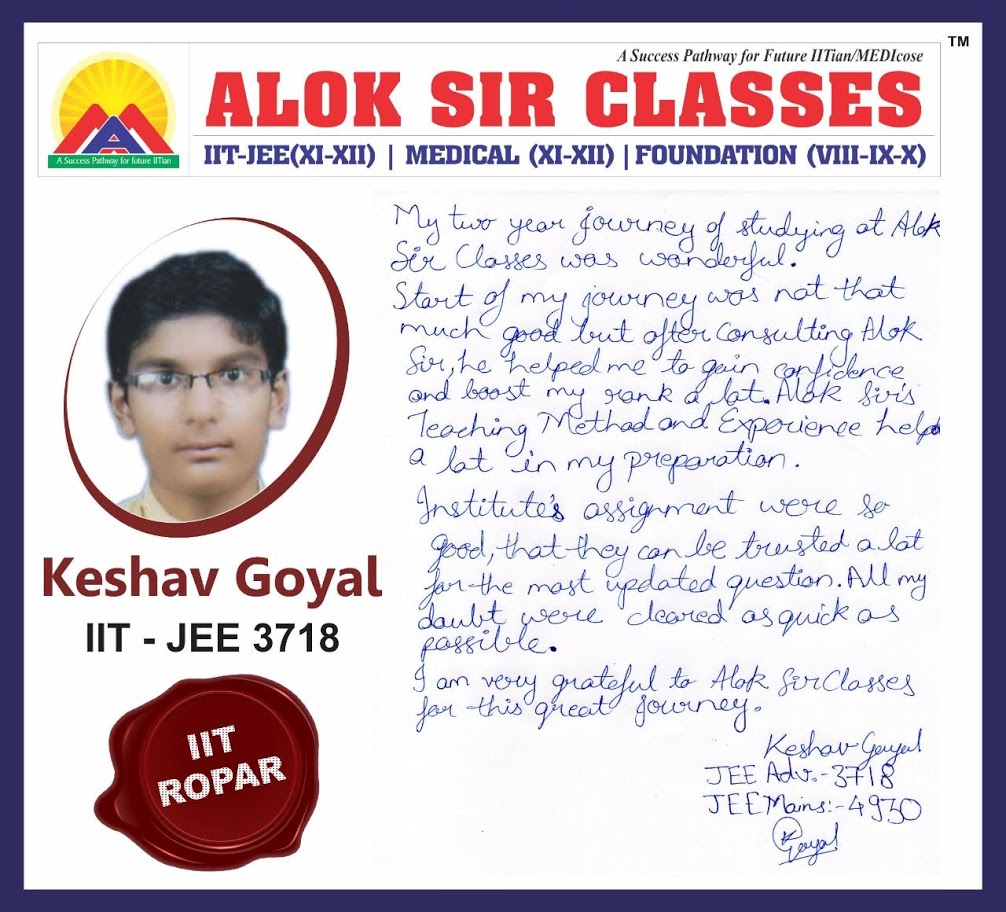 TM
A Success Pathway for Future IITian/MEDIcose
ALOK SIR CLASSES
A Success Pathway for future IITian
IIT-JEE(XI-XII) | MEDICAL (XI-XII) | FOUNDATION (VIII-IX-X)
My two year journey of studying at Alok
Sir Classes was wonderful.
Start of my journey was not that
much good but after consulting Alok
Sir, he helped me to gain confidence
and boost my rank a lot. Alok Sir's
Teaching Method and Experience help
a lot in my preparation.
Institute's assignment were so
good, that they can be trusted a lot
for the most updated question. All my
doubt were cleared as quick as
possible.
I am very grateful to Alok Sir Classes
for this great journey.
Keshav Goyal
JEE Adv.-3718
JEE Mains:-4930
Goyal
Keshav Goyal
IIT - JEE 3718
IIT
ROPAR